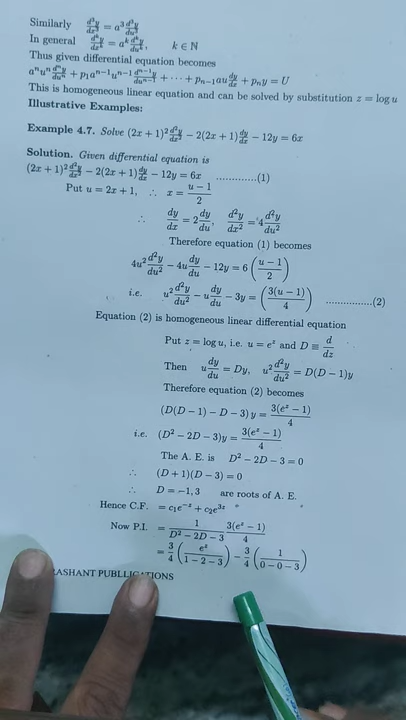 Similarly d³y/dx³ = a³ d³y/du³
In general dᵏy/dxᵏ = aᵏ dᵏy/duᵏ, k ∈ ℕ
Thus given differential equation becomes
aⁿuⁿ dⁿy/duⁿ + p₁aⁿ⁻¹uⁿ⁻¹ dⁿ⁻¹y/duⁿ⁻¹ + ⋯ + pₙ₋₁au dy/dx + pₙy = U
This is homogeneous linear equation and can be solved by substitution z = log u
Illustrative Examples:
Example 4.7. Solve (2x + 1)² d²y/dx² − 2(2x + 1) dy/dx − 12y = 6x
Solution. Given differential equation is
(2x + 1)² d²y/dx² − 2(2x + 1) dy/dx − 12y = 6x .............(1)
Put u = 2x + 1, ∴ x = (u − 1)/2
∴ dy/dx = 2 dy/du, d²y/dx² = 4 d²y/du²
Therefore equation (1) becomes
4u² d²y/du² − 4u dy/du − 12y = 6 ((u − 1)/2)
i.e. u² d²y/du² − u dy/du − 3y = (3(u − 1)/4) ................(2)
Equation (2) is homogeneous linear differential equation
Put z = log u, i.e. u = eᶻ and D ≡ d/dz
Then u dy/du = Dy, u² d²y/du² = D(D − 1)y
Therefore equation (2) becomes
(D(D − 1) − D − 3) y = 3(eᶻ − 1)/4
i.e. (D² − 2D − 3)y = 3(eᶻ − 1)/4
The A. E. is D² − 2D − 3 = 0
∴ (D + 1)(D − 3) = 0
∴ D = −1, 3 are roots of A. E.
Hence C.F. = c₁e⁻ᶻ + c₂e³ᶻ
Now P.I. = 1/(D² − 2D − 3) 3(eᶻ − 1)/4
= 3/4 (eᶻ/(1 − 2 − 3)) − 3/4 (1/(0 − 0 − 3))
RASHANT PUBLLICATIONS